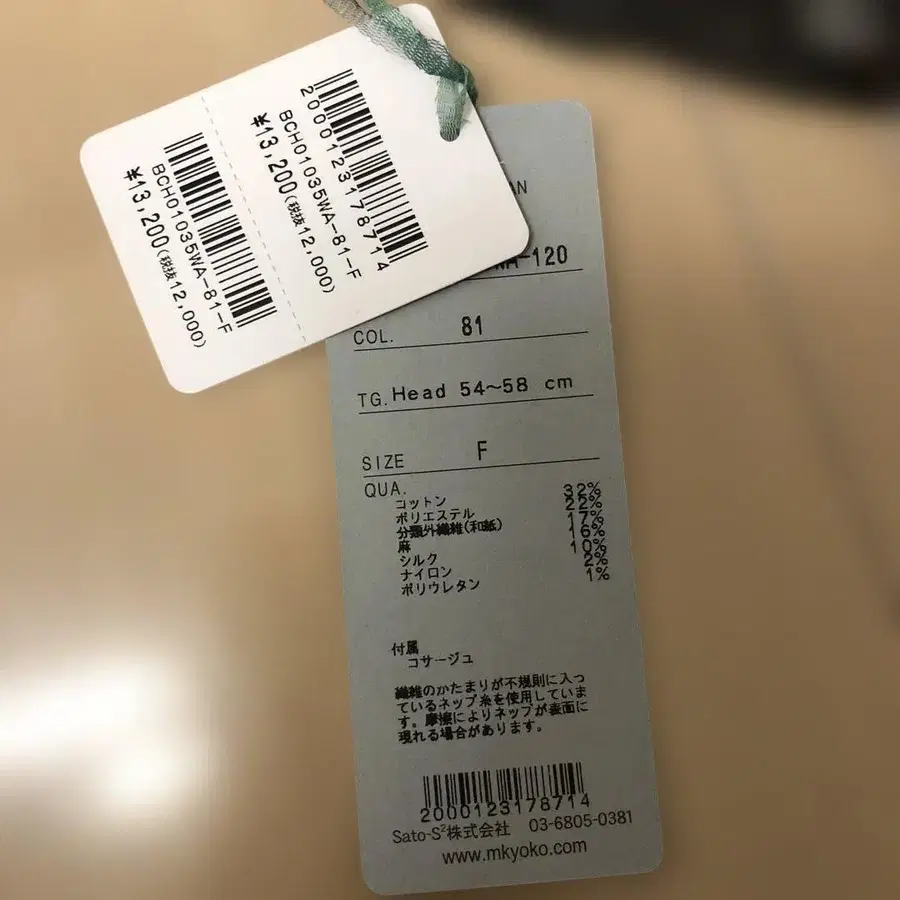 2000123178714
BCH01035WA-81-F
13,200(税抜12,000)
BCH01035WA-81-F
13,200(税抜12,000)
AN
WA-120
COL. 81
TG. Head 54~58 cm
SIZE F
QUA.
コットン 32%
ポリエステル 22%
分類外繊維(和紙) 17%
麻 16%
シルク 10%
ナイロン 2%
ポリウレタン 1%
付属
コサージュ
繊維のかたまりが不規則に入っ
ているネップ糸を使用していま
す。摩擦によりネップが表面に
現れる場合があります。
2000123178714
Sato-S²株式会社 03-6805-0381
www.mkyoko.com